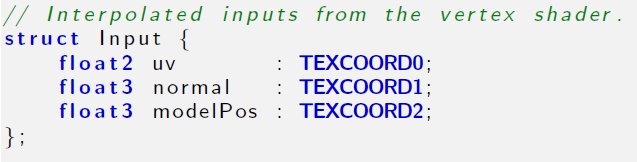 // Interpolated inputs from the vertex shader.
struct Input {
    float2 uv       : TEXCOORD0;
    float3 normal   : TEXCOORD1;
    float3 modelPos : TEXCOORD2;
};